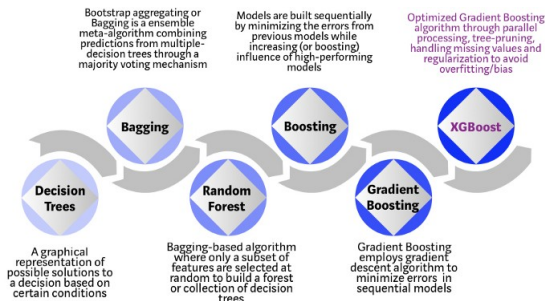 Bootstrap aggregating or
Bagging is a ensemble
meta-algorithm combining
predictions from multiple-
decision trees through a
majority voting mechanism
Models are built sequentially
by minimizing the errors from
previous models while
increasing (or boosting)
influence of high-performing
models
Optimized Gradient Boosting
algorithm through parallel
processing, tree-pruning,
handling missing values and
regularization to avoid
overfitting/bias
Bagging
Boosting
XGBoost
Decision
Trees
Random
Forest
Gradient
Boosting
A graphical
representation of
possible solutions to
a decision based on
certain conditions
Bagging-based algorithm
where only a subset of
features are selected at
random to build a forest
or collection of decision
trees
Gradient Boosting
employs gradient
descent algorithm to
minimize errors in
sequential models